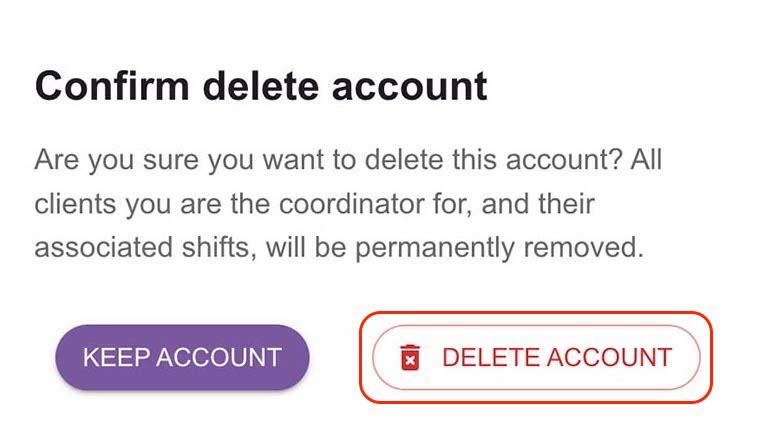 Confirm delete account
Are you sure you want to delete this account? All
clients you are the coordinator for, and their
associated shifts, will be permanently removed.
KEEP ACCOUNT
DELETE ACCOUNT